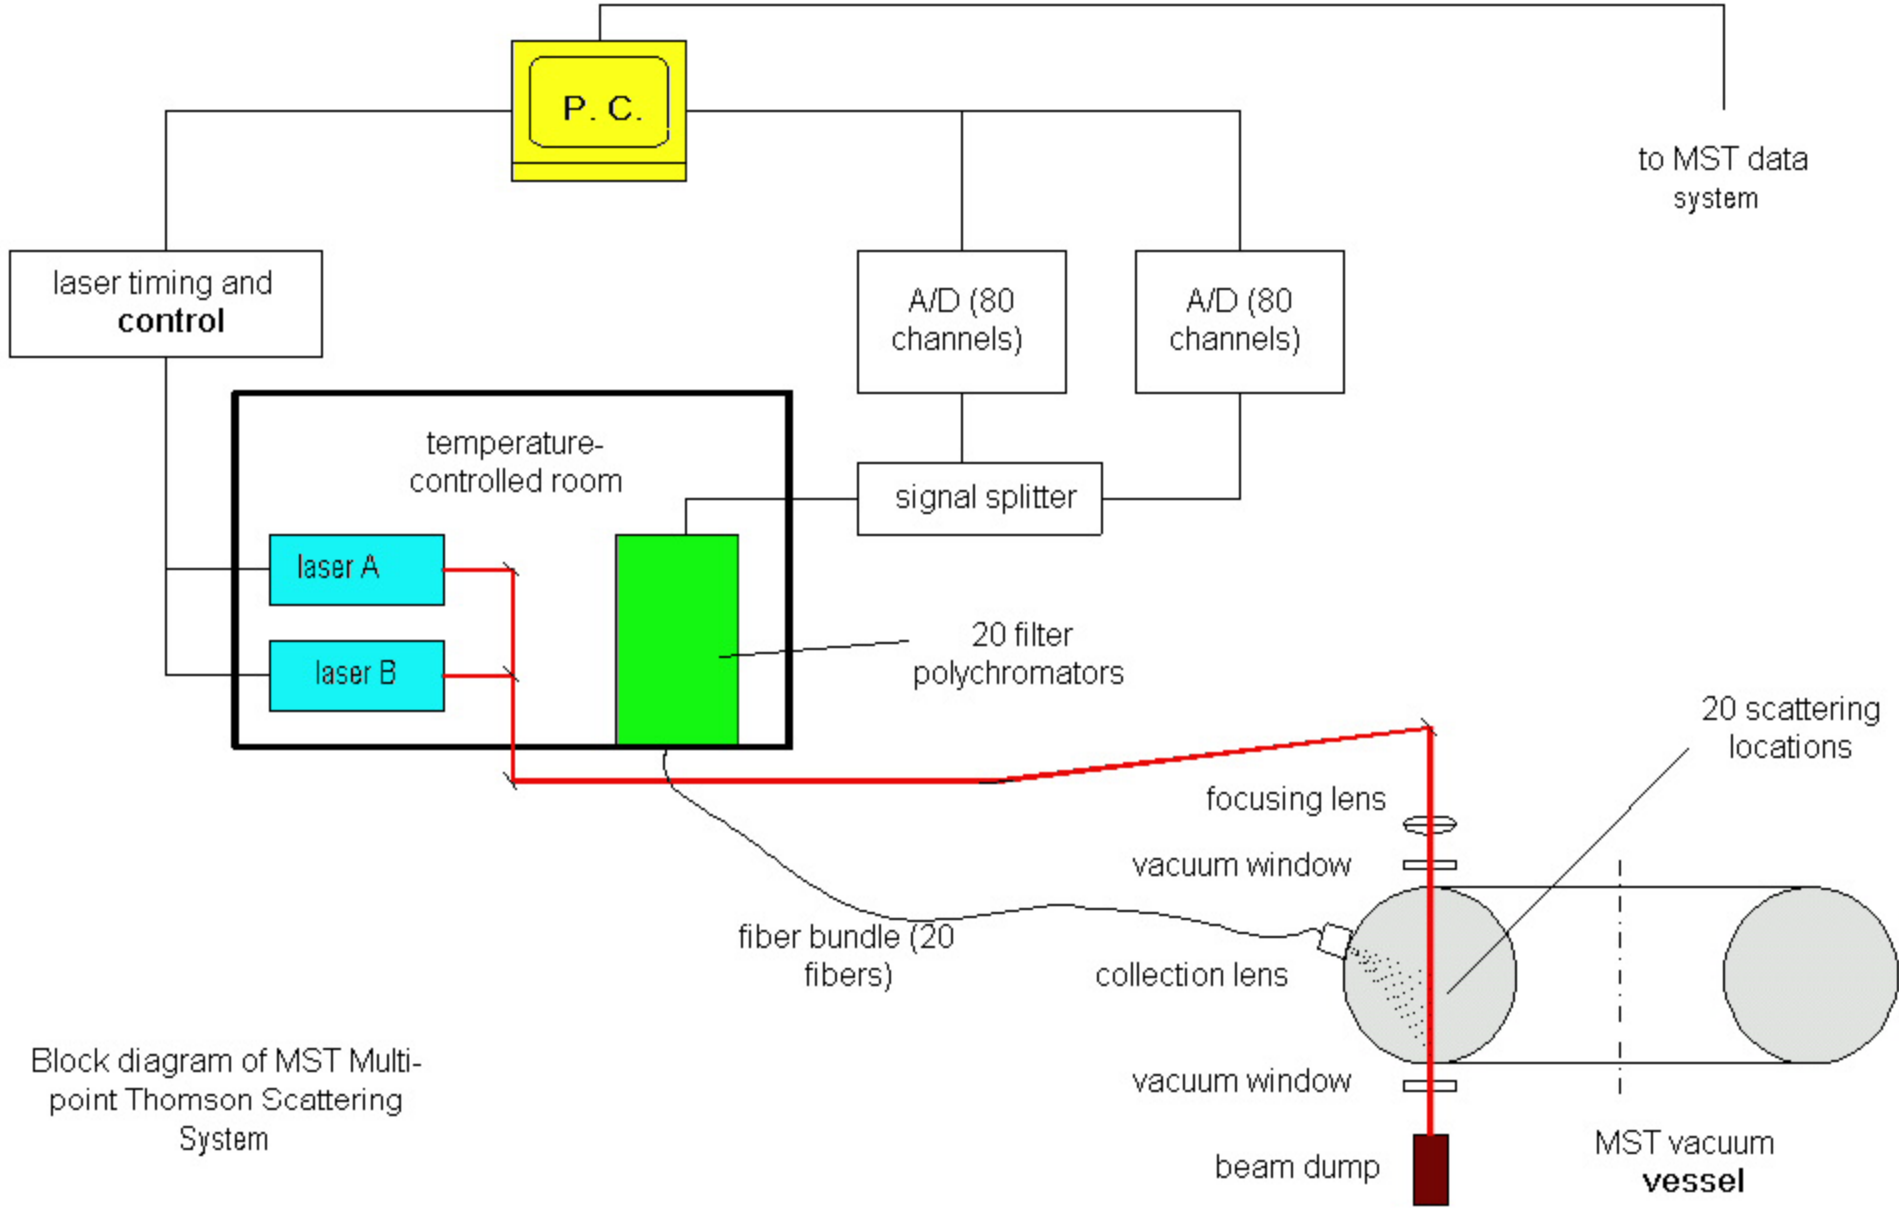 P. C.
to MST data
system
laser timing and
control
A/D (80
channels)
A/D (80
channels)
temperature-
controlled room
signal splitter
laser A
laser B
20 filter
polychromators
20 scattering
locations
focusing lens
vacuum window
fiber bundle (20
fibers)
collection lens
vacuum window
Block diagram of MST Multi-
point Thomson Scattering
System
beam dump
MST vacuum
vessel